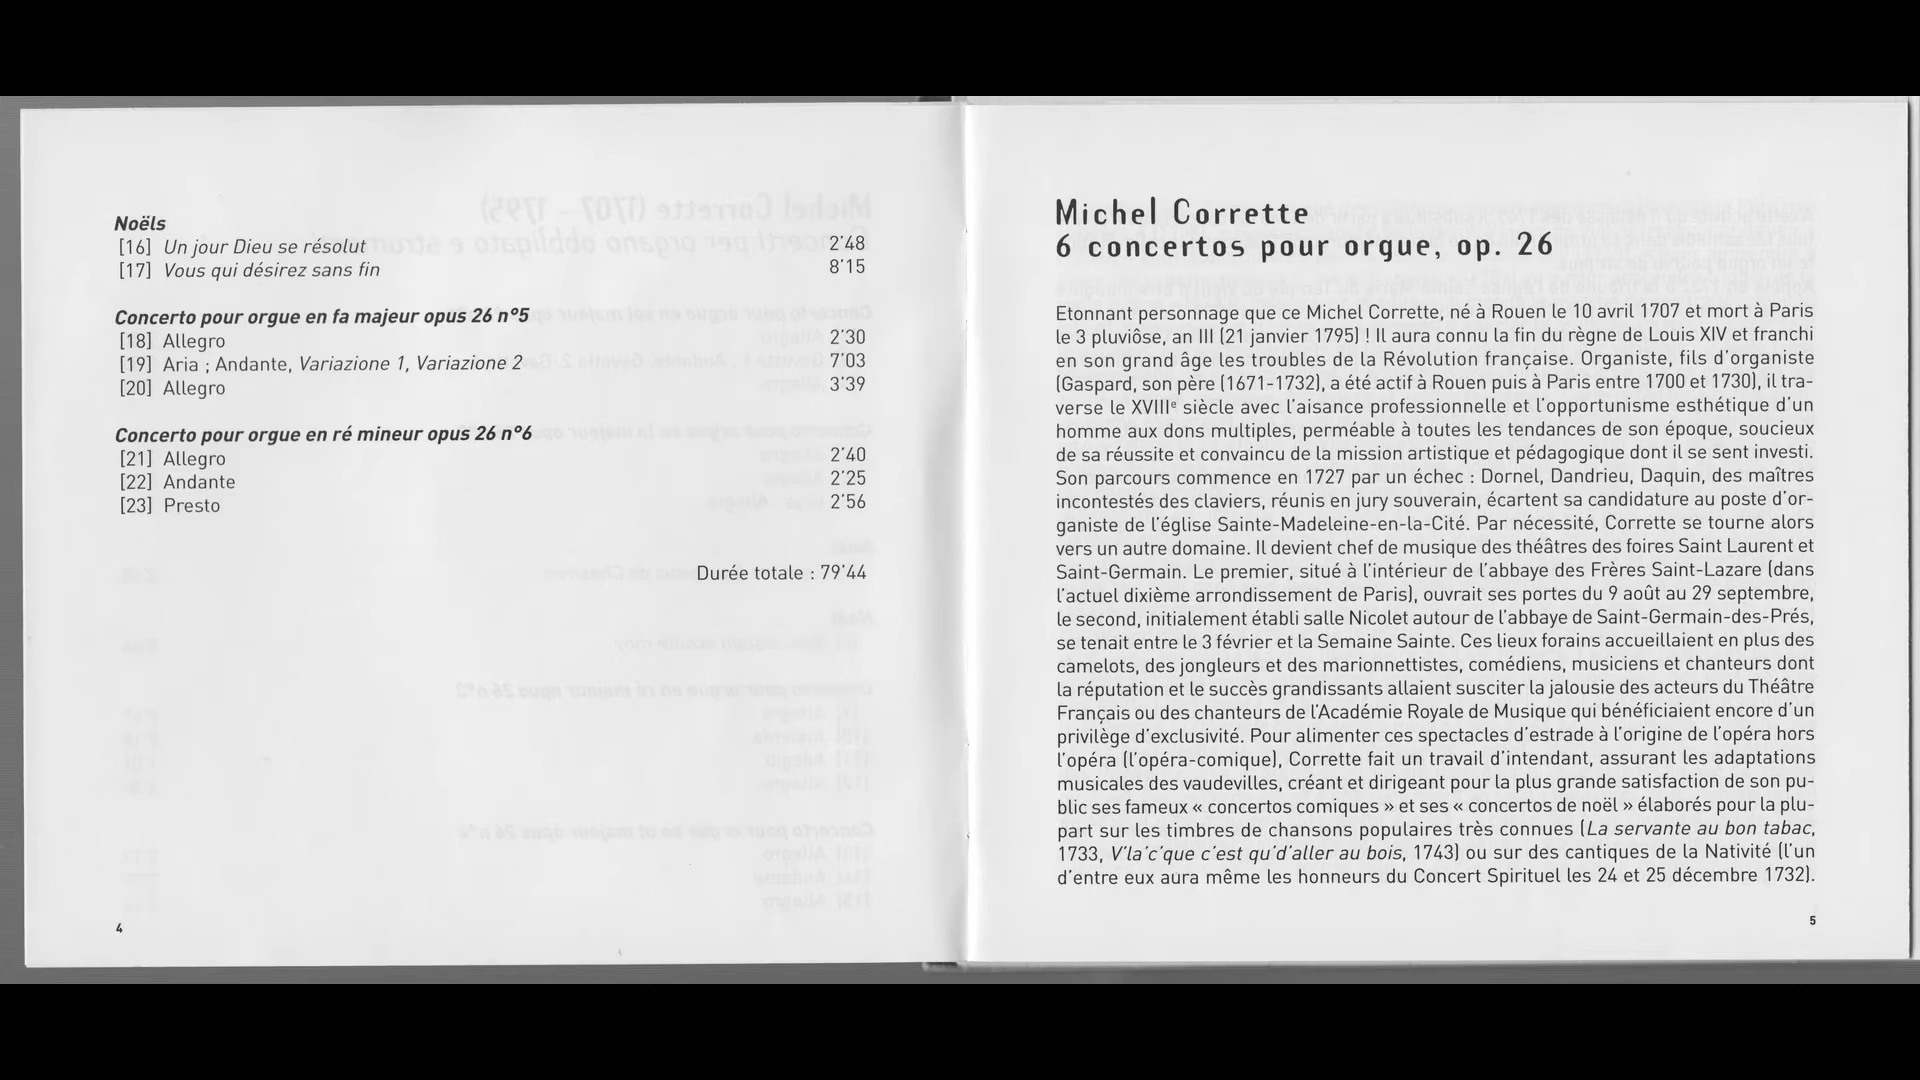 Noëls
[16] Un jour Dieu se résolut 2'48
[17] Vous qui désirez sans fin 8'15
Concerto pour orgue en fa majeur opus 26 n°5
[18] Allegro 2'30
[19] Aria ; Andante, Variazione 1, Variazione 2 7'03
[20] Allegro 3'39
Concerto pour orgue en ré mineur opus 26 n°6
[21] Allegro 2'40
[22] Andante 2'25
[23] Presto 2'56
Durée totale : 79'44
4
Michel Corrette
6 concertos pour orgue, op. 26
Etonnant personnage que ce Michel Corrette, né à Rouen le 10 avril 1707 et mort à Paris
le 3 pluviôse, an III (21 janvier 1795) ! Il aura connu la fin du règne de Louis XIV et franchi
en son grand âge les troubles de la Révolution française. Organiste, fils d'organiste
(Gaspard, son père (1671-1732), a été actif à Rouen puis à Paris entre 1700 et 1730), il tra-
verse le XVIIIe siècle avec l'aisance professionnelle et l'opportunisme esthétique d'un
homme aux dons multiples, perméable à toutes les tendances de son époque, soucieux
de sa réussite et convaincu de la mission artistique et pédagogique dont il se sent investi.
Son parcours commence en 1727 par un échec : Dornel, Dandrieu, Daquin, des maîtres
incontestés des claviers, réunis en jury souverain, écartent sa candidature au poste d'or-
ganiste de l'église Sainte-Madeleine-en-la-Cité. Par nécessité, Corrette se tourne alors
vers un autre domaine. Il devient chef de musique des théâtres des foires Saint Laurent et
Saint-Germain. Le premier, situé à l'intérieur de l'abbaye des Frères Saint-Lazare (dans
l'actuel dixième arrondissement de Paris), ouvrait ses portes du 9 août au 29 septembre,
le second, initialement établi salle Nicolet autour de l'abbaye de Saint-Germain-des-Prés,
se tenait entre le 3 février et la Semaine Sainte. Ces lieux forains accueillaient en plus des
camelots, des jongleurs et des marionnettistes, comédiens, musiciens et chanteurs dont
la réputation et le succès grandissants allaient susciter la jalousie des acteurs du Théâtre
Français ou des chanteurs de l'Académie Royale de Musique qui bénéficiaient encore d'un
privilège d'exclusivité. Pour alimenter ces spectacles d'estrade à l'origine de l'opéra hors
l'opéra (l'opéra-comique), Corrette fait un travail d'intendant, assurant les adaptations
musicales des vaudevilles, créant et dirigeant pour la plus grande satisfaction de son pu-
blic ses fameux « concertos comiques » et ses « concertos de noël » élaborés pour la plu-
part sur les timbres de chansons populaires très connues (La servante au bon tabac,
1733, V'la'c'que c'est qu'd'aller au bois, 1743) ou sur des cantiques de la Nativité (l'un
d'entre eux aura même les honneurs du Concert Spirituel les 24 et 25 décembre 1732).
5